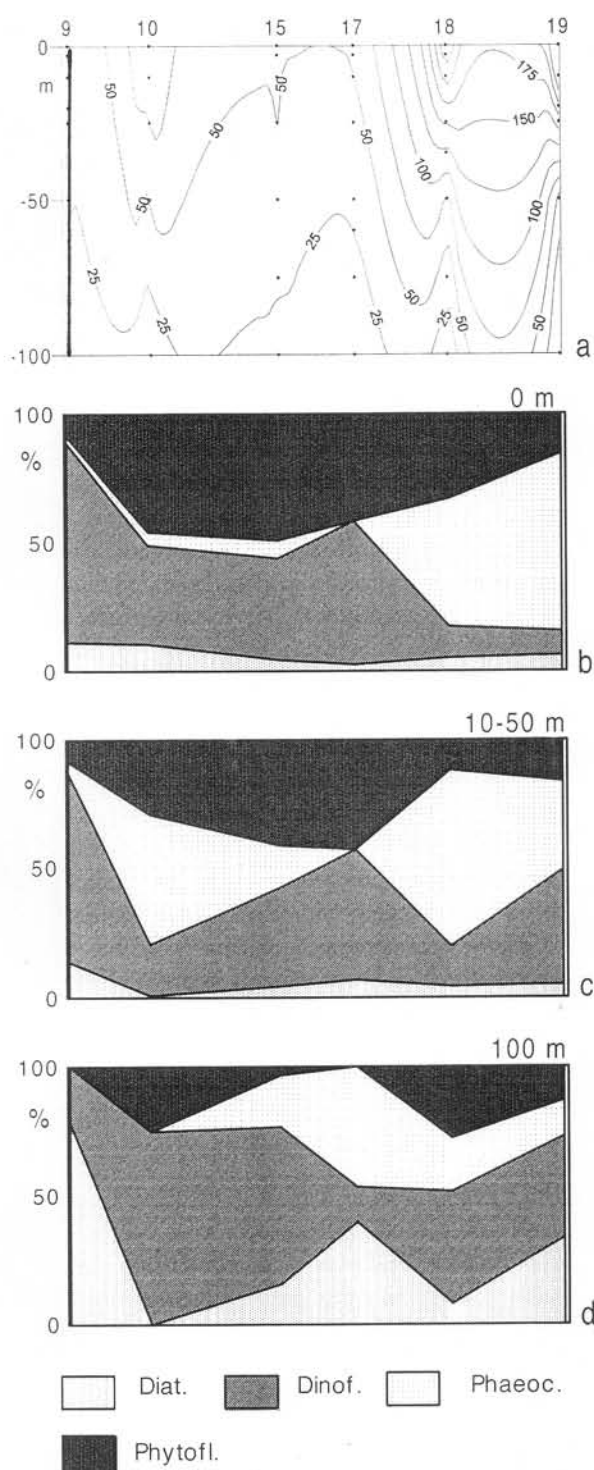 9 10 15 17 18 19
0
m
-50
-100
50 50 50 50 50 175
150
100 100
25 25 25 25 25 50 50 50
a
0 m
100
%
50
0
b
10-50 m
100
%
50
0
c
100 m
100
%
50
0
d
Diat. Dinof. Phaeoc.
Phytofl.